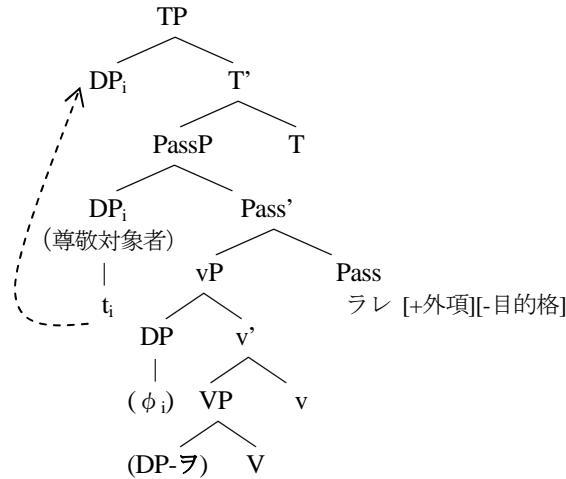 TP
DPi T’
PassP T
DPi Pass’
(尊敬対象者)
vP Pass
ti ラレ [+外項][-目的格]
DP v’
(φi) VP v
(DP-ヲ) V